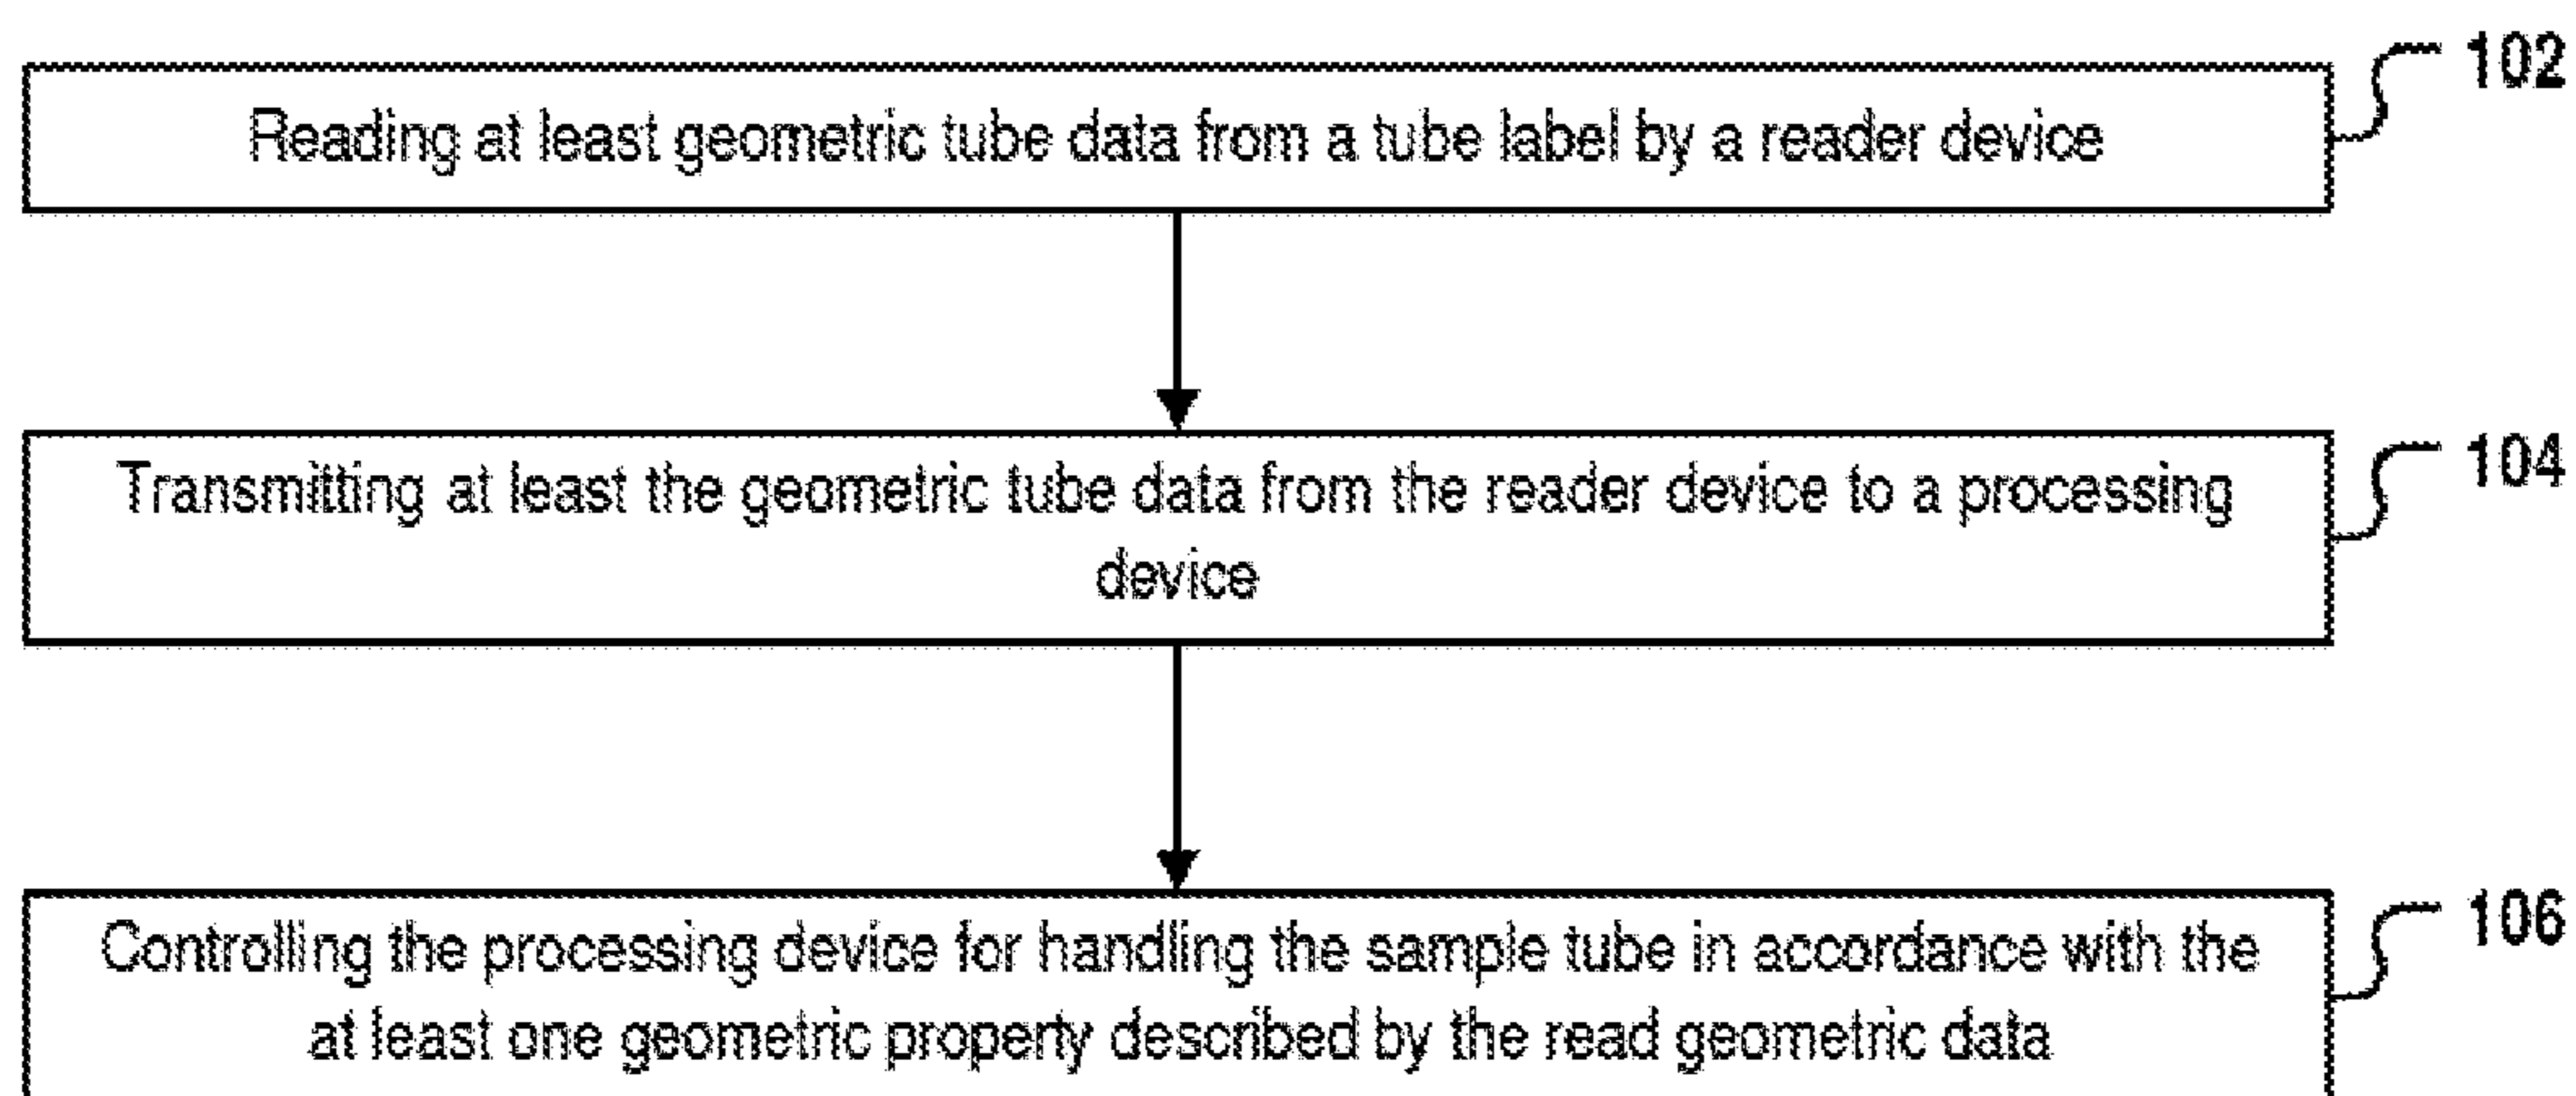 102
Reading at least geometric tube data from a tube label by a reader device
104
Transmitting at least the geometric tube data from the reader device to a processing
device
106
Controlling the processing device for handling the sample tube in accordance with the
at least one geometric property described by the read geometric data